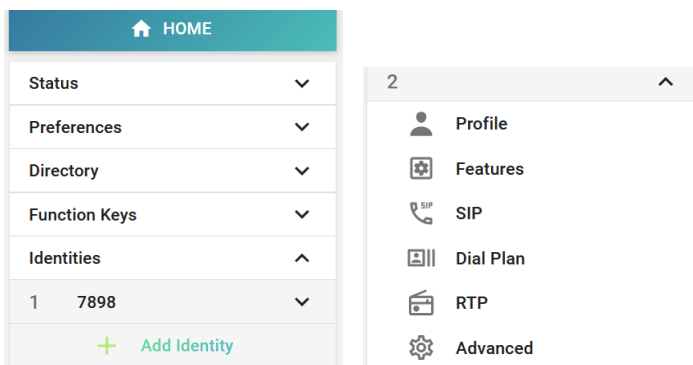 HOME
Status
Preferences
Directory
Function Keys
Identities
1 7898
Add Identity
2
Profile
Features
SIP
SIP
Dial Plan
RTP
Advanced